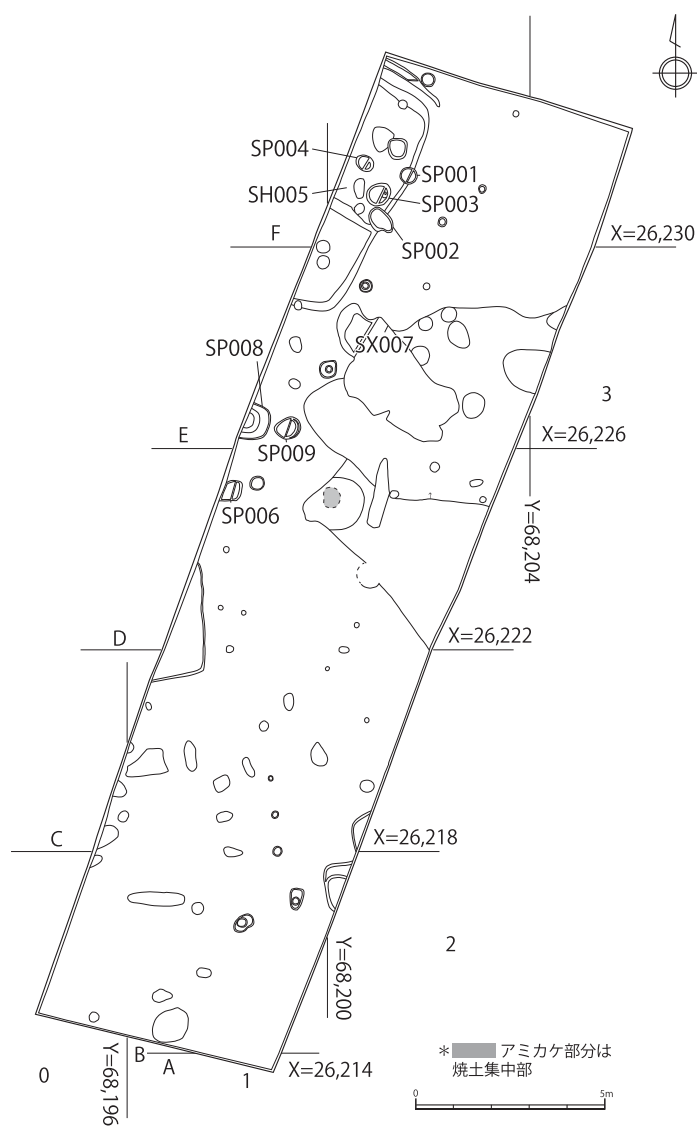 SP004
SP001
SH005
SP003
F
SP002
X=26,230
SX007
SP008
3
E
X=26,226
SP009
SP006
Y=68,204
D
X=26,222
C
X=26,218
2
Y=68,200
Y=68,196
B
A
0
1
X=26,214
＊ アミカケ部分は
焼土集中部
0
5m